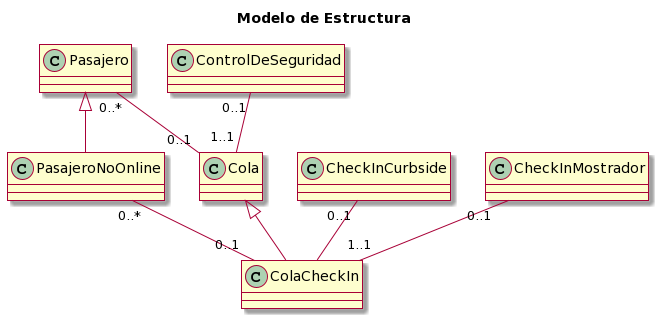 Modelo de Estructura
C Pasajero
C ControlDeSeguridad
0..*
0..1
0..1
1..1
C PasajeroNoOnline
C Cola
C CheckInCurbside
C CheckInMostrador
0..*
0..1
0..1
0..1
1..1
C ColaCheckIn